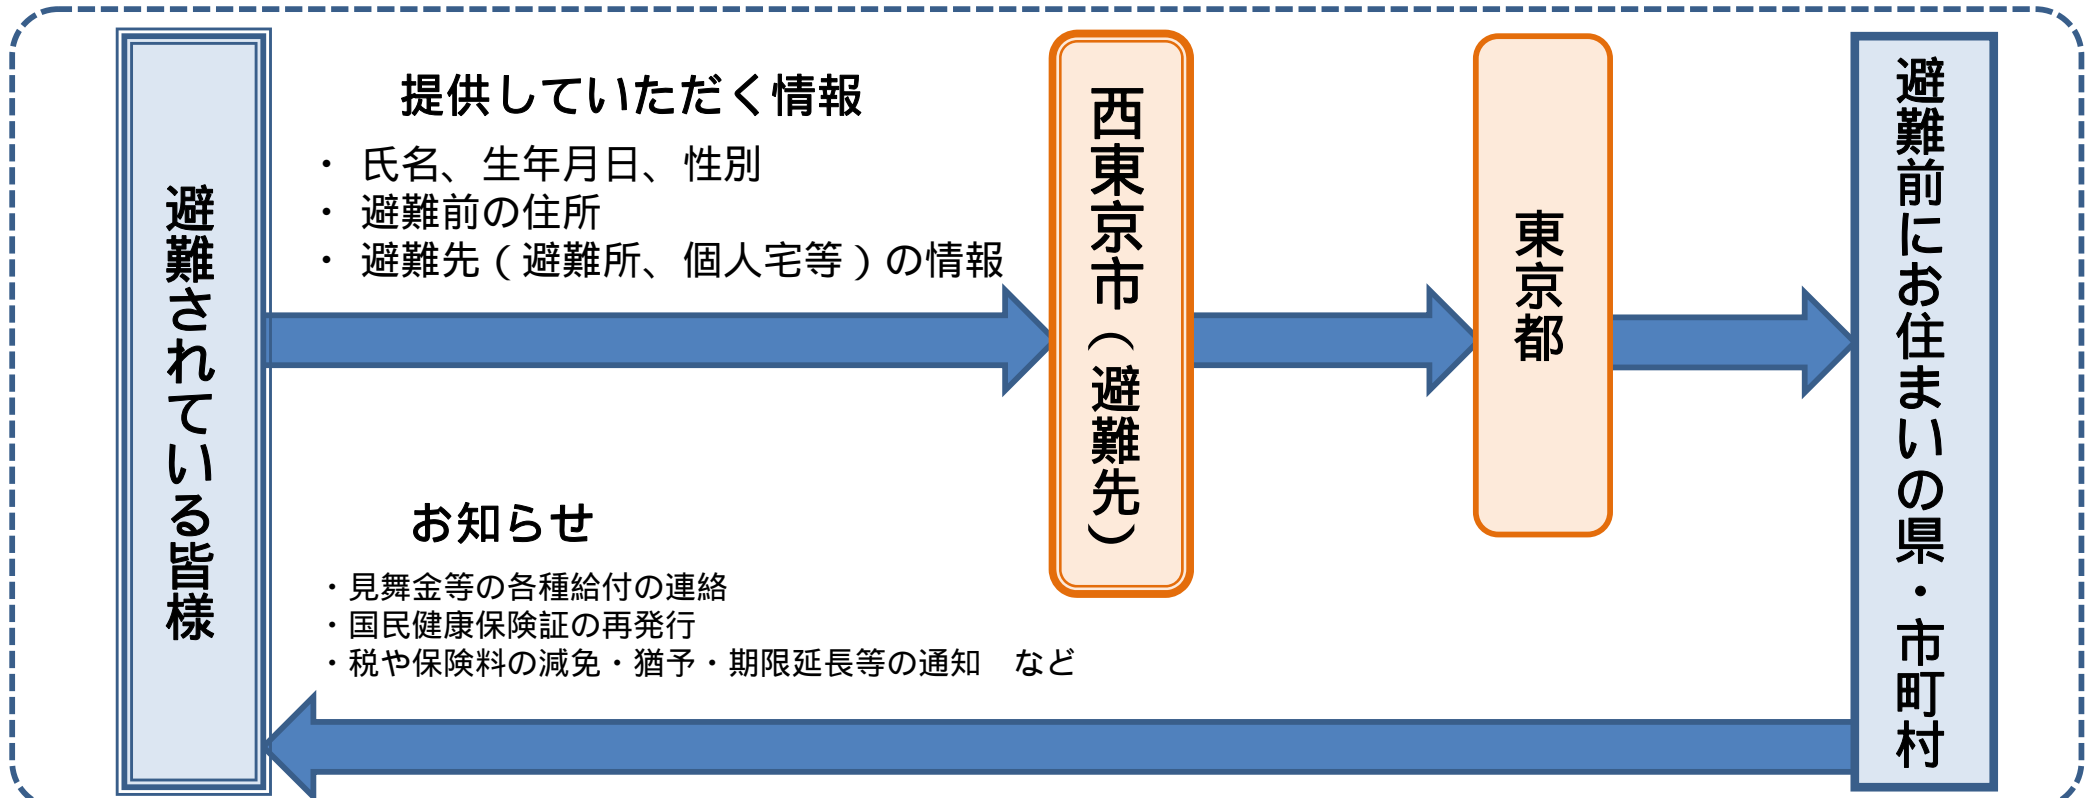 避難されている皆様
提供していただく情報
・ 氏名、生年月日、性別
・ 避難前の住所
・ 避難先（避難所、個人宅等）の情報
西東京市（避難先）
東京都
避難前にお住まいの県・市町村
お知らせ
・見舞金等の各種給付の連絡
・国民健康保険証の再発行
・税や保険料の減免・猶予・期限延長等の通知　など